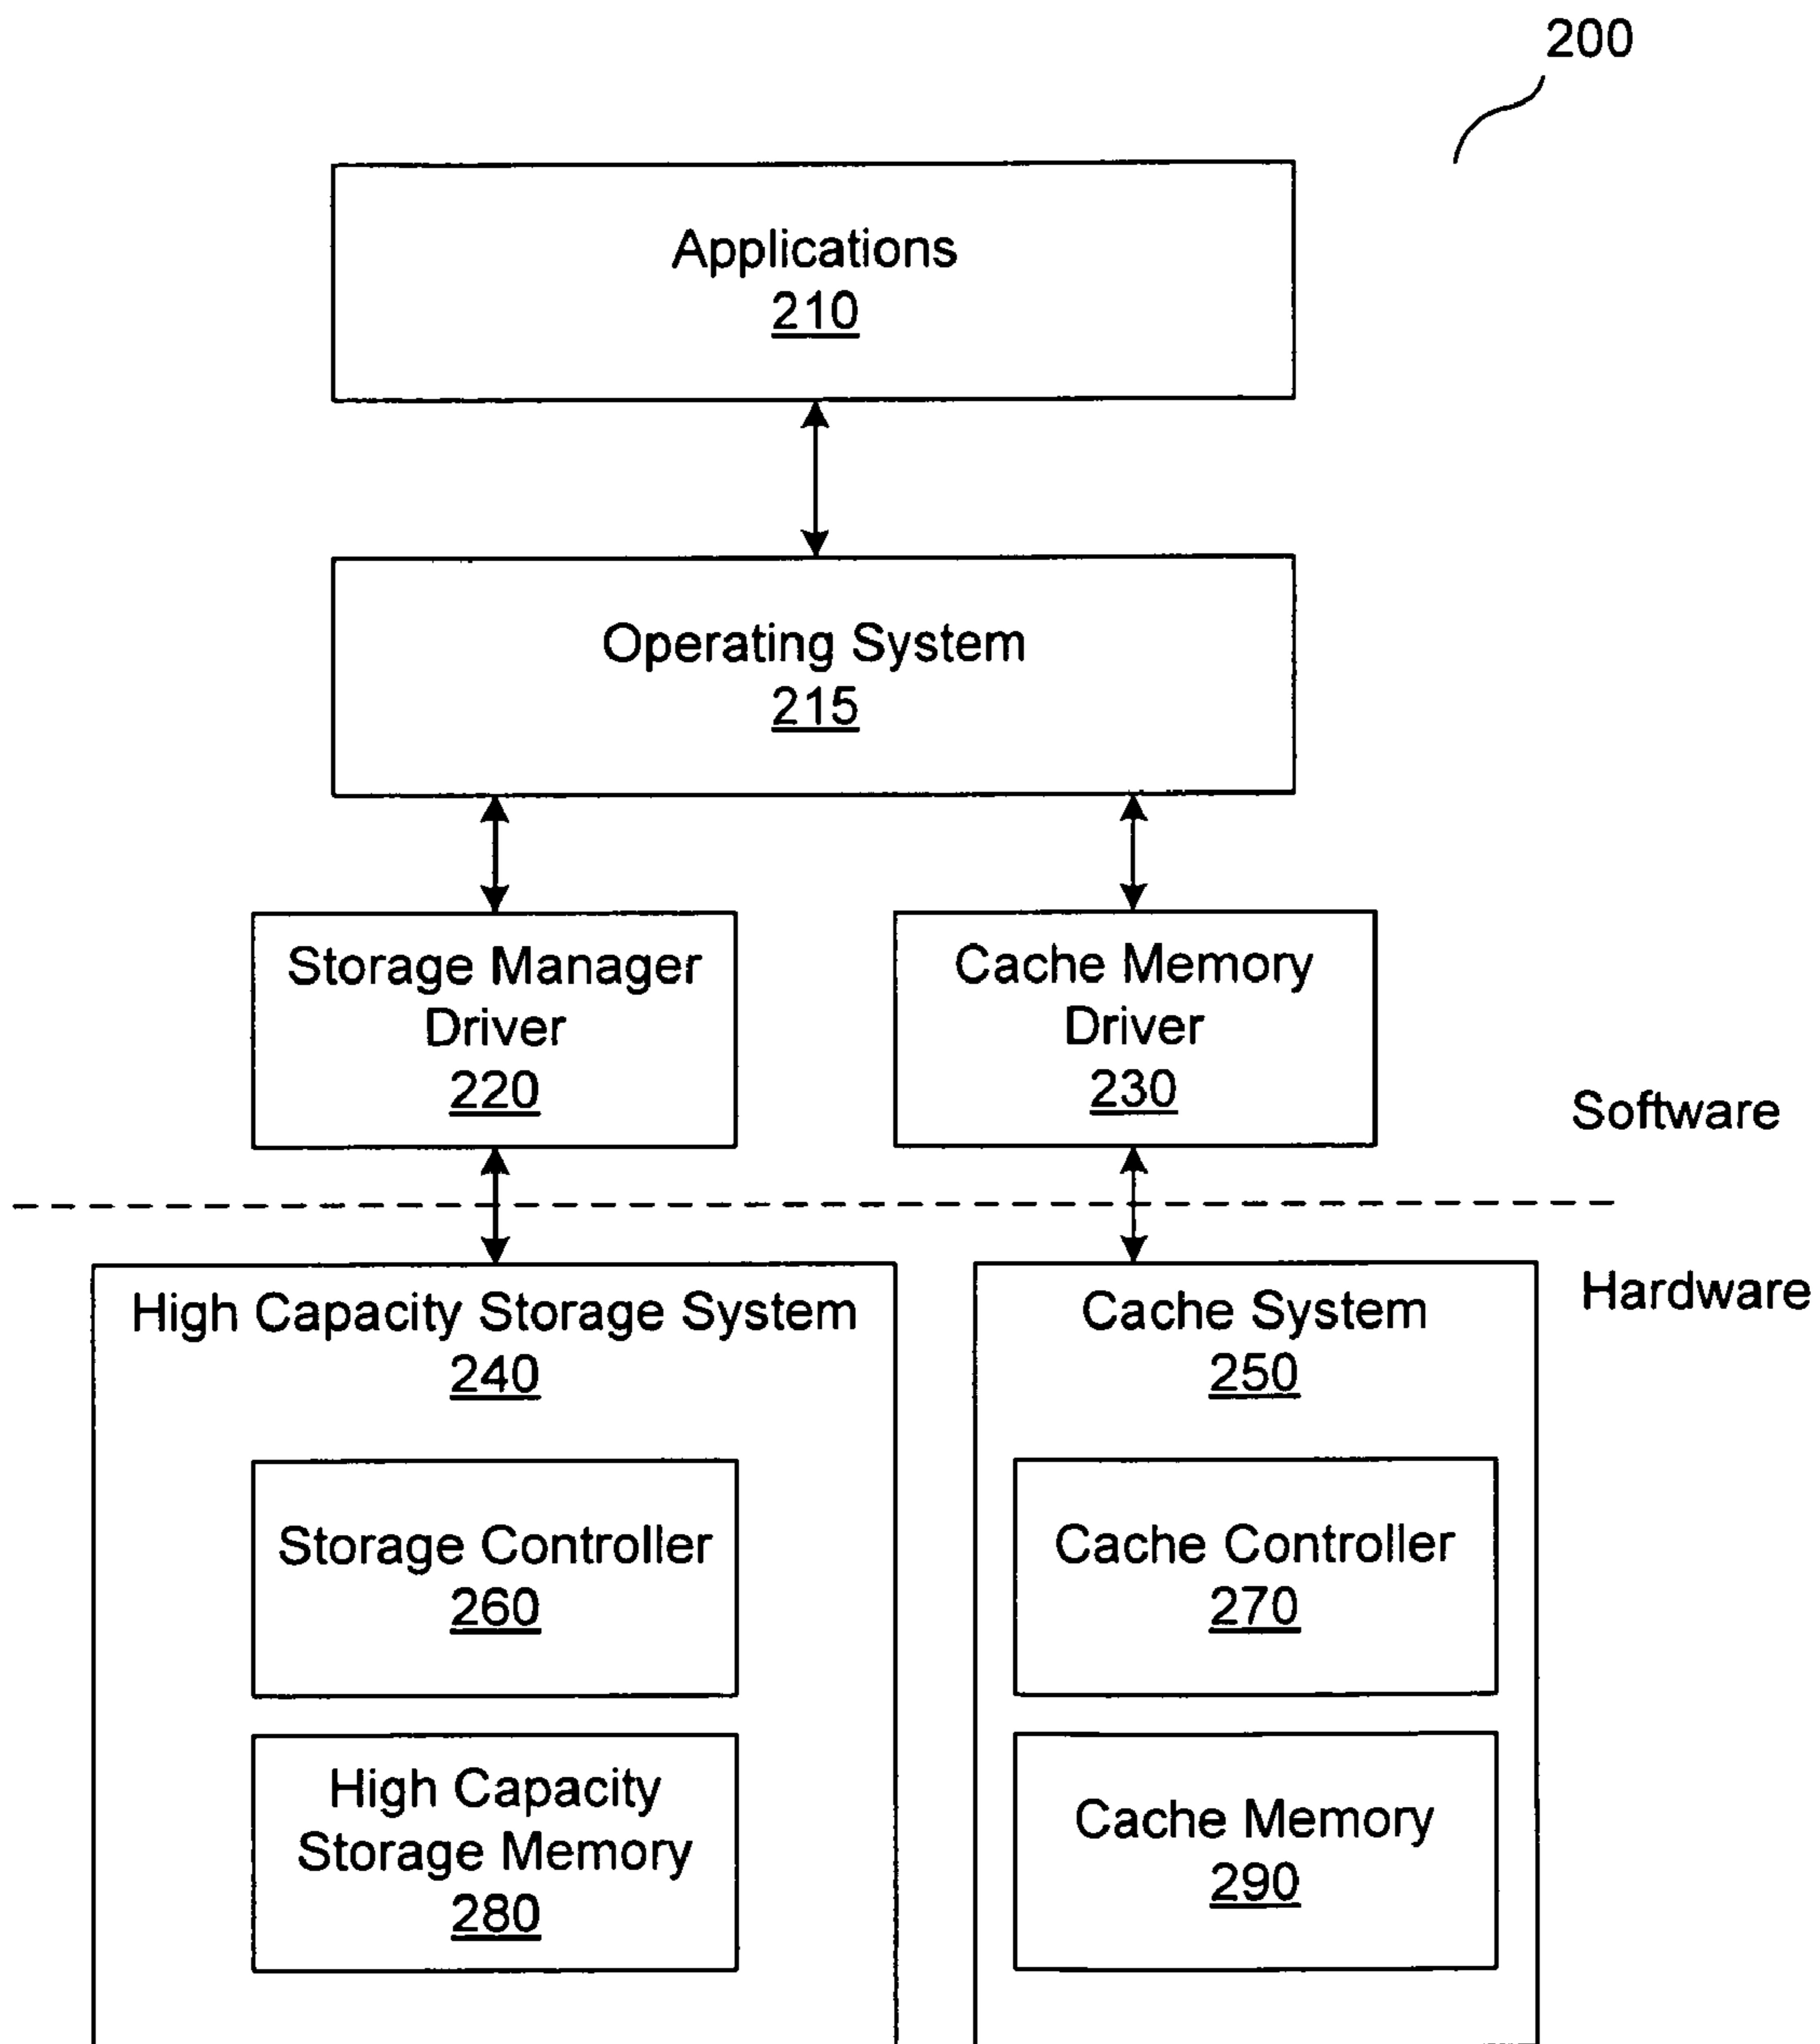 200
Applications
210
Operating System
215
Storage Manager
Driver
220
Cache Memory
Driver
230
Software
Hardware
High Capacity Storage System
240
Storage Controller
260
High Capacity
Storage Memory
280
Cache System
250
Cache Controller
270
Cache Memory
290